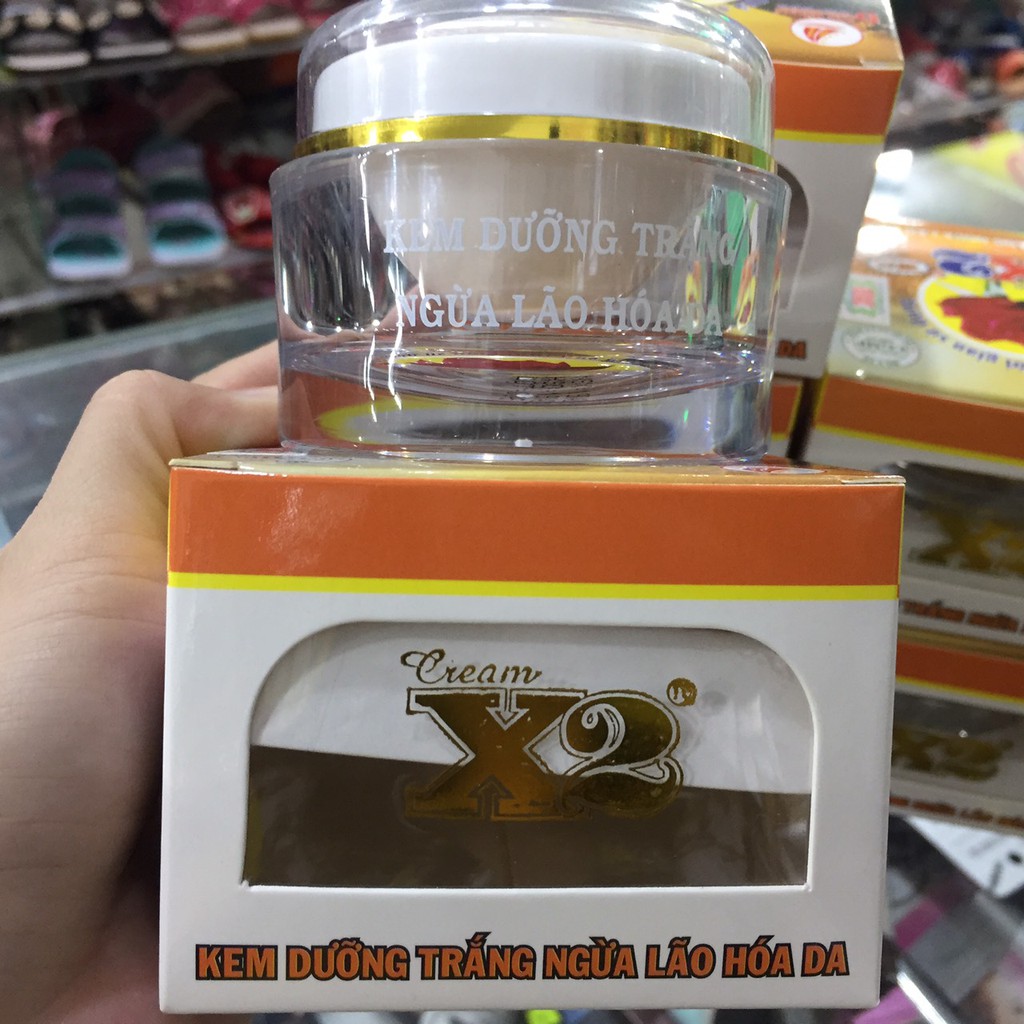 KEM DƯỠNG TRẮNG
NGỪA LÃO HÓA DA
Cream
X2
KEM DƯỠNG TRẮNG NGỪA LÃO HÓA DA